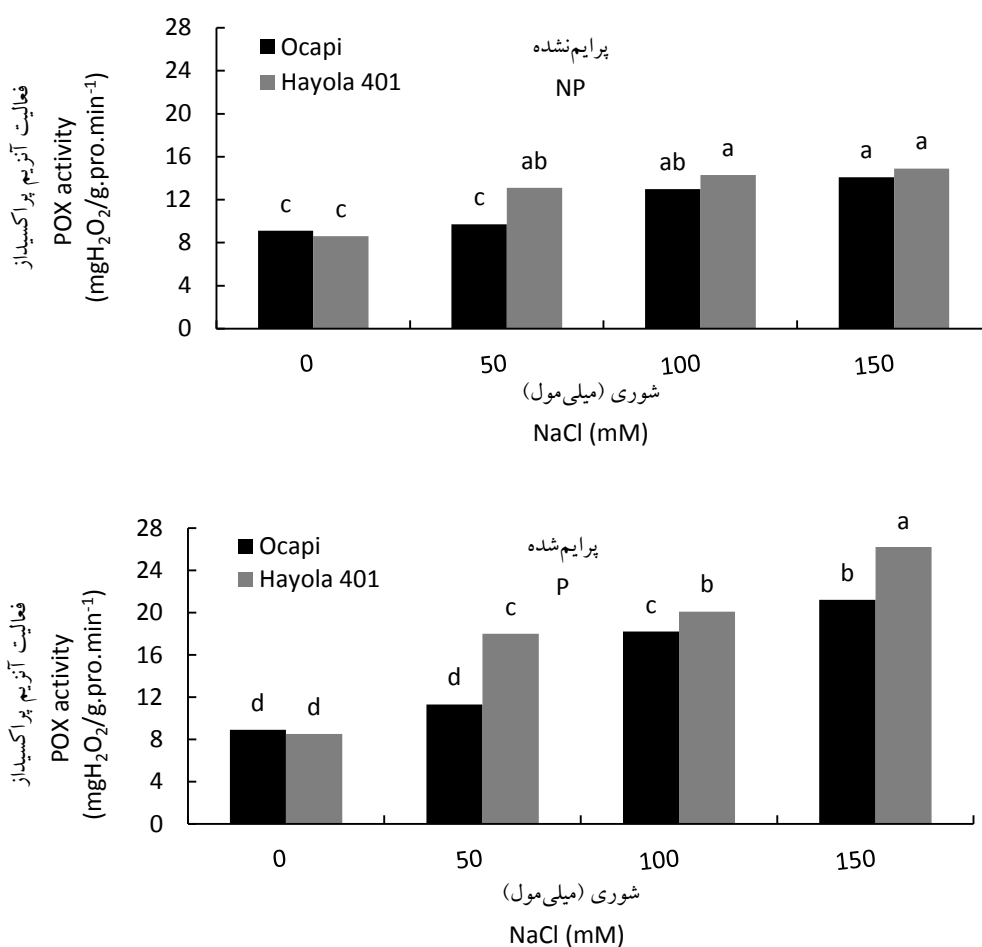 فعالیت آنزیم پراکسیداز
POX activity
(mgH₂O₂/g.pro.min⁻¹)
28
24
20
16
12
8
4
0
Ocapi
Hayola 401
پرایم‌نشده
NP
c c c ab ab a a a
0 50 100 150
شوری (میلی‌مول)
NaCl (mM)
فعالیت آنزیم پراکسیداز
POX activity
(mgH₂O₂/g.pro.min⁻¹)
28
24
20
16
12
8
4
0
Ocapi
Hayola 401
پرایم‌شده
P
d d d c c b b a
0 50 100 150
شوری (میلی‌مول)
NaCl (mM)